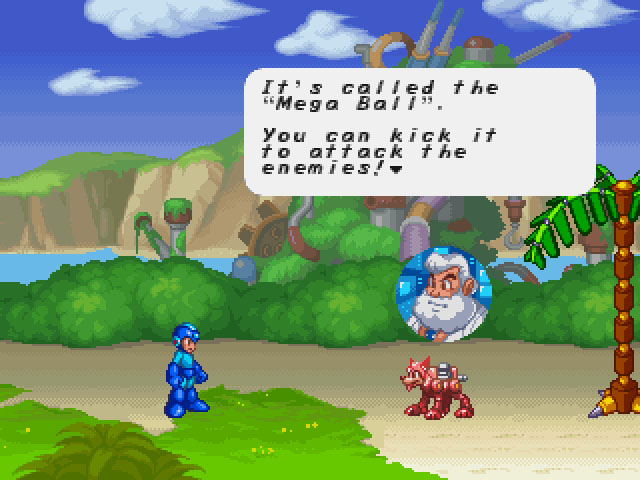 It's called the
“Mega Ball”.
You can kick it
to attack the
enemies!